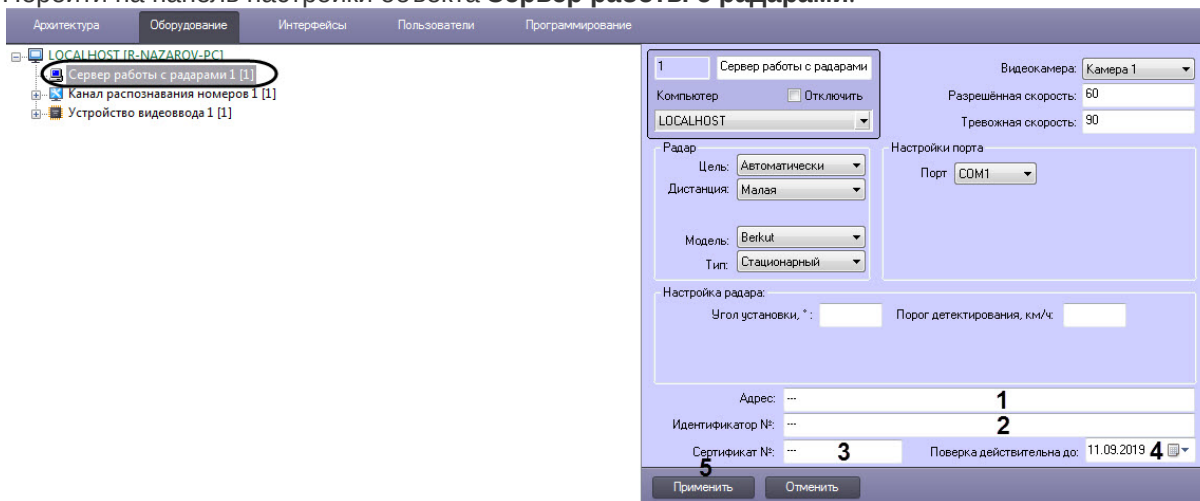 Перейти на панель настройки объекта Сервер работы с радарами.
Архитектура Оборудование Интерфейсы Пользователи Программирование
LOCALHOST [R-NAZAROV-PC]
Сервер работы с радарами 1 [1]
Канал распознавания номеров 1 [1]
Устройство видеоввода 1 [1]
1 Сервер работы с радарами
Видеокамера: Камера 1
Компьютер Отключить
Разрешённая скорость: 60
LOCALHOST
Тревожная скорость: 90
Радар
Настройки порта
Цель: Автоматически
Порт COM1
Дистанция: Малая
Модель: Berkut
Тип: Стационарный
Настройка радара:
Угол установки, ° : Порог детектирования, км/ч:
Адрес: --- 1
Идентификатор №: --- 2
Сертификат №: --- 3 Поверка действительна до: 11.09.2019 4
5
Применить Отменить